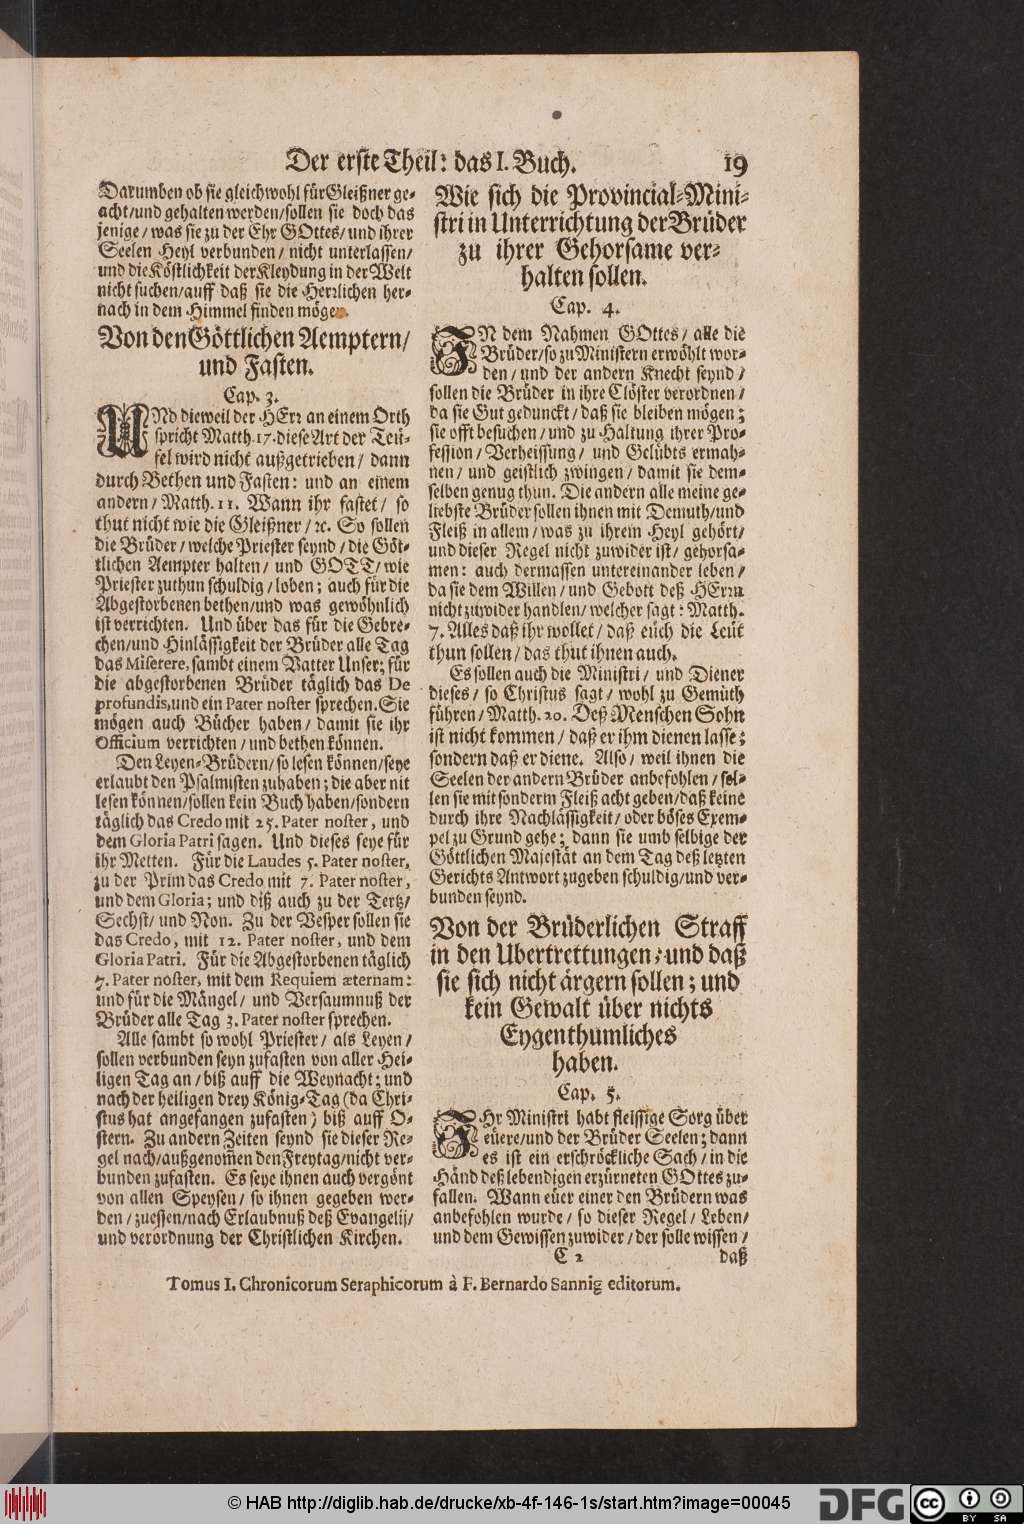 Der erste Theil: das I. Buch. 19
Darumben ob sie gleichwohl für Gleißner ge-
acht/und gehalten werden/sollen sie doch das
jenige/was sie zu der Ehr GOttes/und ihrer
Seelen Heyl verbunden/nicht unterlassen/
und die Köstlichkeit der Kleydung in der Welt
nicht suchen/auff daß sie die Herzlichen her-
nach in dem Himmel finden mögen.
Von den Göttlichen Aemptern/
und Fasten.
Cap. 3.
UNd dieweil der HErr an einem Orth
spricht Matth. 17. diese Art der Teü-
fel wird nicht außgetrieben/dann
durch Bethen und Fasten: und an einem
andern/Matth. 11. Wann ihr fastet/so
thut nicht wie die Gleißner/ꝛc. So sollen
die Brüder/welche Priester seynd/die Göt-
tlichen Aempter halten/und GOTT/wie
Priester zuthun schuldig/loben; auch für die
Abgestorbenen bethen/und was gewöhnlich
ist verrichten. Und über das für die Gebre-
chen/und Hinlässigkeit der Brüder alle Tag
das Miserere, sambt einem Vatter Unser; für
die abgestorbenen Brüder täglich das De
profundis, und ein Pater noster sprechen. Sie
mögen auch Bücher haben/damit sie ihr
Officium verrichten/und bethen können.
Den Leyen-Brüdern/so lesen können/seye
erlaubt den Psalmisten zuhaben; die aber nit
lesen können/sollen kein Buch haben/sondern
täglich das Credo mit 25. Pater noster, und
dem Gloria Patri sagen. Und dieses seye für
ihr Metten. Für die Laudes 5. Pater noster,
zu der Prim das Credo mit 7. Pater noster,
und dem Gloria; und diß auch zu der Tertz/
Sechst/und Non. Zu der Vesper sollen sie
das Credo, mit 12. Pater noster, und dem
Gloria Patri. Für die Abgestorbenen täglich
7. Pater noster, mit dem Requiem æternam:
und für die Mängel/und Versaumnuß der
Brüder alle Tag 3. Pater noster sprechen.
Alle sambt so wohl Priester/als Leyen/
sollen verbunden seyn zufasten von aller Hei-
ligen Tag an/biß auff die Weynacht; und
nach der heiligen drey König-Tag (da Chri-
stus hat angefangen zufasten) biß auff O-
stern. Zu andern Zeiten seynd sie dieser Re-
gel nach/außgenom̃en den Freytag/nicht ver-
bunden zufasten. Es seye ihnen auch vergönt
von allen Speysen/so ihnen gegeben wer-
den/zuessen/nach Erlaubnuß deß Evangelij/
und verordnung der Christlichen Kirchen.
Wie sich die Provincial-Mini-
stri in Unterrichtung der Brüder
zu ihrer Gehorsame ver-
halten sollen.
Cap. 4.
IN dem Nahmen GOttes/alle die
Brüder/so zu Ministern erwöhlt wor-
den/und der andern Knecht seynd/
sollen die Brüder in ihre Clöster verordnen/
da sie Gut gedunckt/daß sie bleiben mögen;
sie offt besuchen/und zu Haltung ihrer Pro-
fession/Verheissung/und Gelübts ermah-
nen/und geistlich zwingen/damit sie dem-
selben genug thun. Die andern alle meine ge-
liebste Brüder sollen ihnen mit Demuth/und
Fleiß in allem/was zu ihrem Heyl gehört/
und dieser Regel nicht zuwider ist/gehorsa-
men: auch dermassen untereinander leben/
da sie dem Willen/und Gebott deß HErrn
nicht zuwider handlen/welcher sagt: Matth.
7. Alles daß ihr wollet/daß eüch die Leüt
thun sollen/das thut ihnen auch.
Es sollen auch die Ministri/und Diener
dieses/so Christus sagt/wohl zu Gemüth
führen/Matth. 20. Deß Menschen Sohn
ist nicht kommen/daß er ihm dienen lasse;
sondern daß er diene. Also/weil ihnen die
Seelen der andern Brüder anbefohlen/sol-
len sie mit sonderm Fleiß acht geben/daß keine
durch ihre Nachlässigkeit/oder böses Exem-
pel zu Grund gehe; dann sie umb selbige der
Göttlichen Majestät an dem Tag deß letzten
Gerichts Antwort zugeben schuldig/und ver-
bunden seynd.
Von der Brüderlichen Straff
in den Ubertrettungen; und daß
sie sich nicht ärgern sollen; und
kein Gewalt über nichts
Eygenthumliches
haben.
Cap. 5.
IHr Ministri habt fleissige Sorg über
eüere/und der Brüder Seelen; dann
es ist ein erschröckliche Sach/in die
Händ deß lebendigen erzürneten GOttes zu-
fallen. Wann eüer einer den Brüdern was
anbefohlen wurde/so dieser Regel/Leben/
und dem Gewissen zuwider/der solle wissen/
C 2 daß
Tomus I. Chronicorum Seraphicorum à F. Bernardo Sannig editorum.
© HAB http://diglib.hab.de/drucke/xb-4f-146-1s/start.htm?image=00045
DFG
cc BY SA